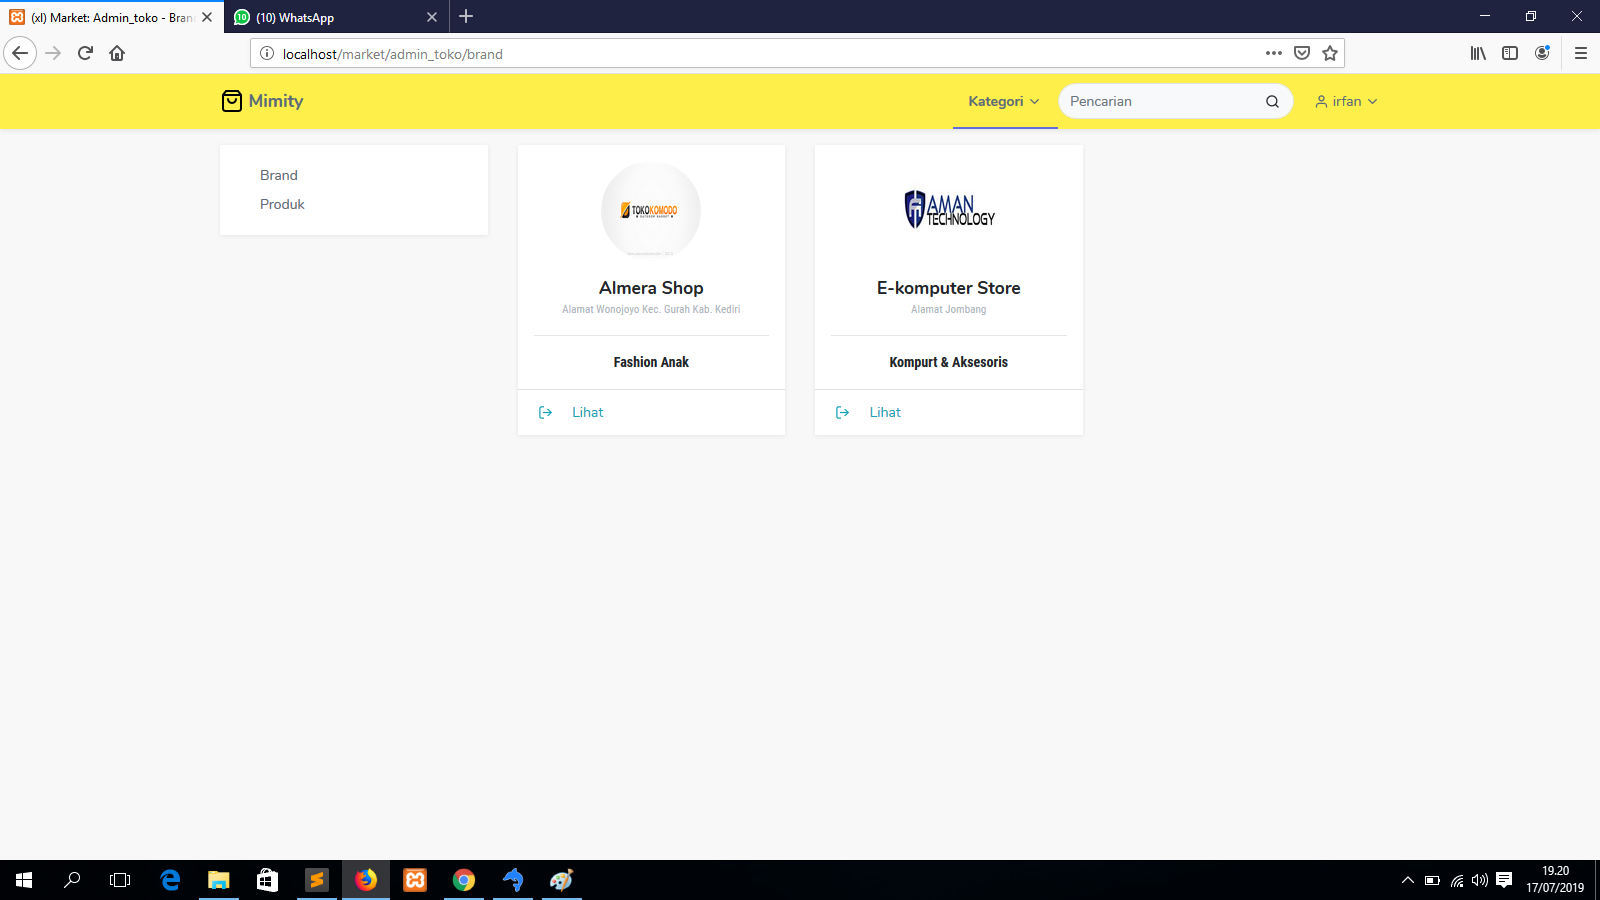 (xl) Market: Admin_toko - Bran
(10) WhatsApp
localhost/market/admin_toko/brand
Mimity
Kategori
Pencarian
irfan
Brand
Produk
TOKOKOMODO
AMAN
TECHNOLOGY
Almera Shop
Alamat Wonojoyo Kec. Gurah Kab. Kediri
Fashion Anak
Lihat
E-komputer Store
Alamat Jombang
Kompurt & Aksesoris
Lihat
19.20
17/07/2019